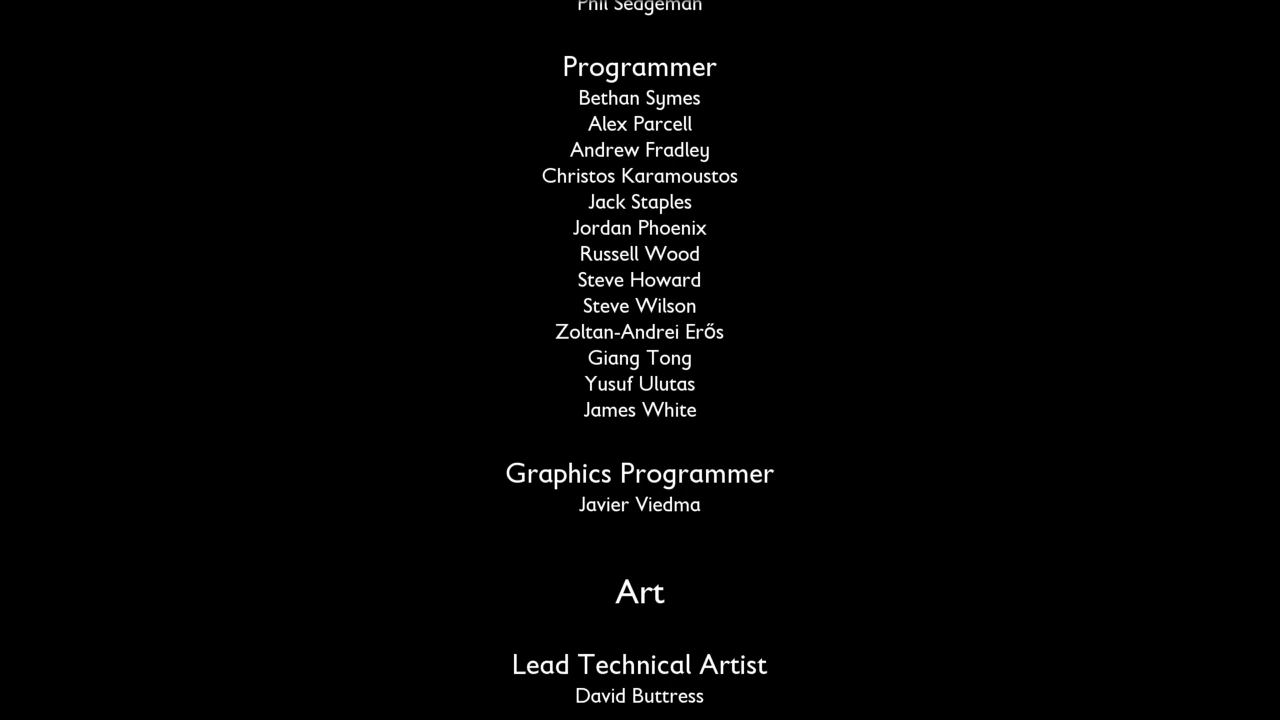 Phil Sedgeman
Programmer
Bethan Symes
Alex Parcell
Andrew Fradley
Christos Karamoustos
Jack Staples
Jordan Phoenix
Russell Wood
Steve Howard
Steve Wilson
Zoltan-Andrei Erős
Giang Tong
Yusuf Ulutas
James White
Graphics Programmer
Javier Viedma
Art
Lead Technical Artist
David Buttress